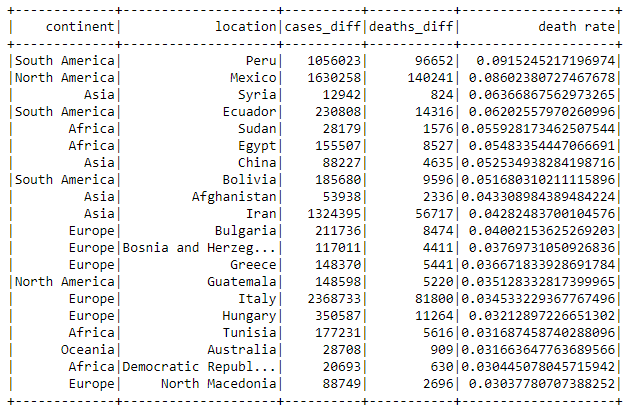 +-------------+--------------------+----------+-----------+--------------------+
|    continent|            location|cases_diff|deaths_diff|          death rate|
+-------------+--------------------+----------+-----------+--------------------+
|South America|                Peru|   1056023|      96652|  0.0915245217196974|
|North America|              Mexico|   1630258|     140241| 0.08602380727467678|
|         Asia|               Syria|     12942|        824| 0.06366867562973265|
|South America|             Ecuador|    230808|      14316| 0.06202557970260996|
|       Africa|               Sudan|     28179|       1576|0.055928173462507544|
|       Africa|               Egypt|    155507|       8527| 0.05483354447066691|
|         Asia|               China|     88227|       4635|0.052534938284198716|
|South America|             Bolivia|    185680|       9596|0.051680310211115896|
|         Asia|         Afghanistan|     53938|       2336|0.043308984389484224|
|         Asia|                Iran|   1324395|      56717| 0.04282483700104576|
|       Europe|            Bulgaria|    211736|       8474| 0.04002153625269203|
|       Europe|Bosnia and Herzeg...|    117011|       4411| 0.03769731050926836|
|       Europe|              Greece|    148370|       5441|0.036671833928691784|
|North America|           Guatemala|    148598|       5220|0.035128332817399965|
|       Europe|               Italy|   2368733|      81800|0.034533229367767496|
|       Europe|             Hungary|    350587|      11264| 0.03212897226651302|
|       Africa|             Tunisia|    177231|       5616|0.031687458740288096|
|      Oceania|           Australia|     28708|        909|0.031663647763689566|
|       Africa|Democratic Republ...|     20693|        630|0.030445078045715942|
|       Europe|     North Macedonia|     88749|       2696| 0.03037780707388252|
+-------------+--------------------+----------+-----------+--------------------+